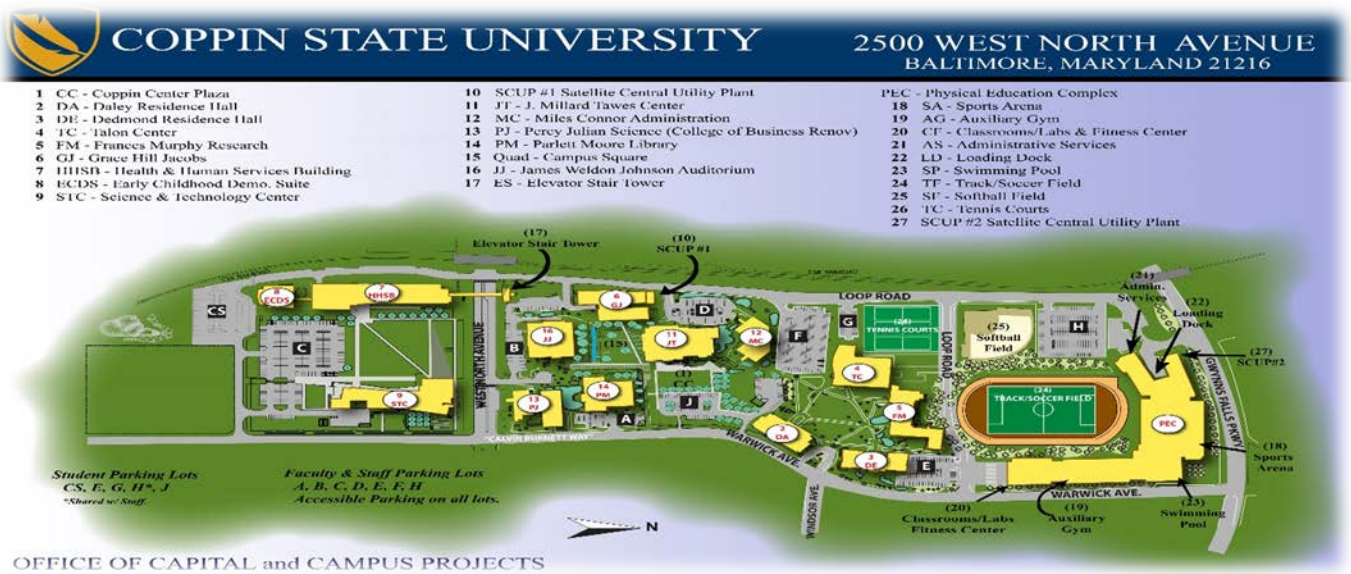 COPPIN STATE UNIVERSITY
2500 WEST NORTH AVENUE
BALTIMORE, MARYLAND 21216
1 CC - Coppin Center Plaza
2 DA - Daley Residence Hall
3 DE - Dedmond Residence Hall
4 TC - Talon Center
5 FM - Frances Murphy Research
6 GJ - Grace Hill Jacobs
7 HHSB - Health & Human Services Building
8 ECDS - Early Childhood Demo. Suite
9 STC - Science & Technology Center
10 SCUP #1 Satellite Central Utility Plant
11 JT - J. Millard Tawes Center
12 MC - Miles Connor Administration
13 PJ - Percy Julian Science (College of Business Renov)
14 PM - Parlett Moore Library
15 Quad - Campus Square
16 JJ - James Weldon Johnson Auditorium
17 ES - Elevator Stair Tower
PEC - Physical Education Complex
18 SA - Sports Arena
19 AG - Auxiliary Gym
20 CF - Classrooms/Labs & Fitness Center
21 AS - Administrative Services
22 LD - Loading Dock
23 SP - Swimming Pool
24 TF - Track/Soccer Field
25 SF - Softball Field
26 TC - Tennis Courts
27 SCUP #2 Satellite Central Utility Plant
(17)
Elevator Stair Tower
(10)
SCUP #1
(21)
Admin.
Services
(22)
Loading
Dock
(27)
SCUP#2
8
ECDS
7
HHSB
6
GJ
LOOP ROAD
CS
C
B
D
F
G
H
16
JJ
(15)
11
JT
12
MC
TENNIS COURTS
(25)
Softball
Field
LOOP ROAD
WEST NORTH AVENUE
GWYNNS FALLS PKWY
(1)
CC
4
TC
9
STC
13
PJ
14
PM
A
J
5
FM
(24)
TRACK/SOCCER FIELD
PEC
2
DA
3
DE
E
"CALVIN BURNETT WAY"
WARWICK AVE.
WINDSOR AVE.
WARWICK AVE.
(18)
Sports
Arena
(20)
Classrooms/Labs
Fitness Center
(19)
Auxiliary
Gym
(23)
Swimming
Pool
Student Parking Lots
CS, E, G, H*, J
*Shared w/ Staff.
Faculty & Staff Parking Lots
A, B, C, D, E, F, H
Accessible Parking on all lots.
N
OFFICE OF CAPITAL and CAMPUS PROJECTS